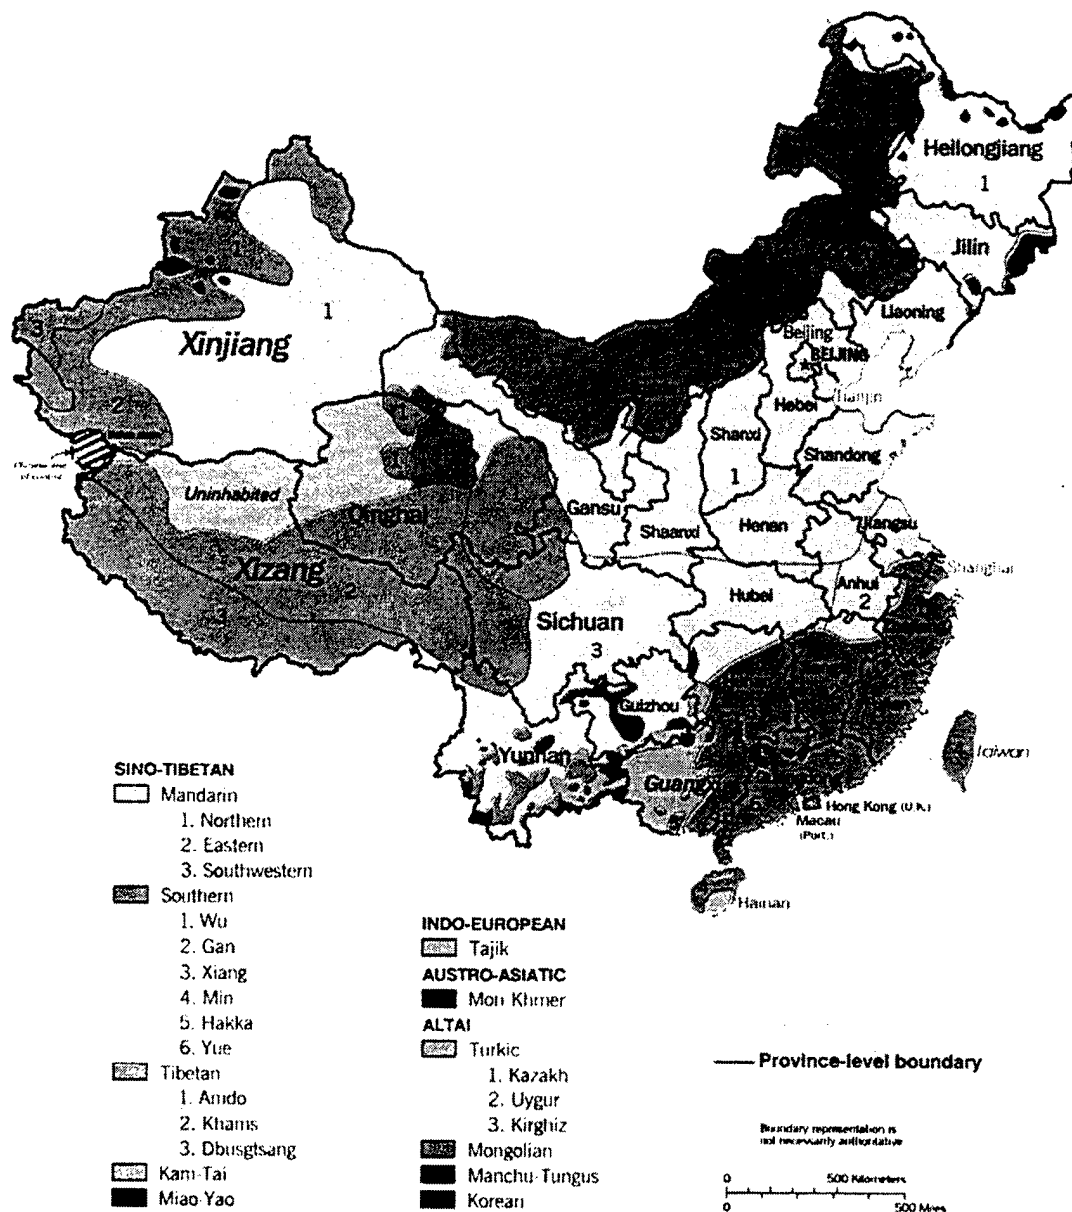 Heilongjiang
1
Jilin
Liaoning
Beijing
BEIJING
Tianjin
Hebei
1
Xinjiang
3
2
Shanxi
1
Shandong
Uninhabited
Qinghai
Gansu
Shaanxi
Henan
Jiangsu
Xizang
2
3
Sichuan
3
Hubei
Anhui
2
Shanghai
Guizhou
Yunnan
Guangxi
Taiwan
Hong Kong (U.K.)
Macau
(Port.)
Hainan
SINO-TIBETAN
Mandarin
1. Northern
2. Eastern
3. Southwestern
Southern
1. Wu
2. Gan
3. Xiang
4. Min
5. Hakka
6. Yue
Tibetan
1. Amdo
2. Khams
3. Dbusgtsang
Kam-Tai
Miao-Yao
INDO-EUROPEAN
Tajik
AUSTRO-ASIATIC
Mon Khmer
ALTAI
Turkic
1. Kazakh
2. Uygur
3. Kirghiz
Mongolian
Manchu-Tungus
Korean
Province-level boundary
Boundary representation is
not necessarily authoritative
0 500 Kilometers
0 500 Miles